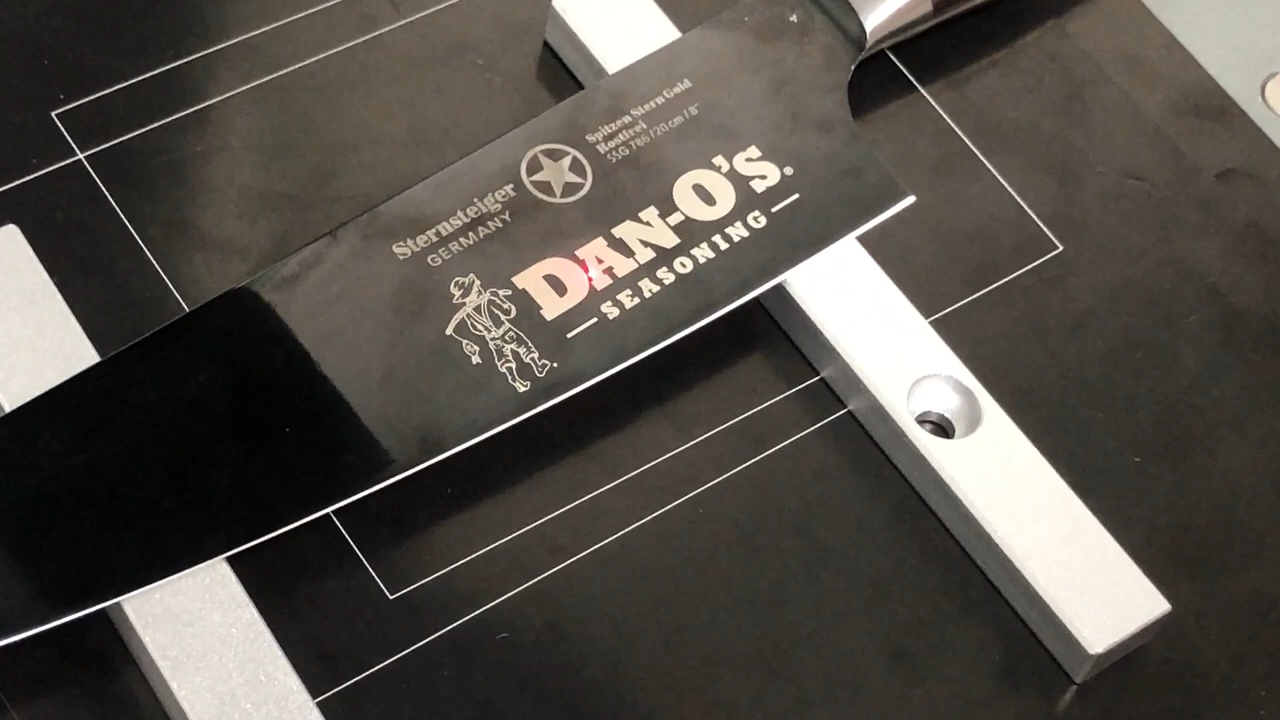 Sternsteiger
GERMANY
Spitzen Stern Gold
Rostfrei
SSG 786 / 20 cm / 8"
DAN-O'S.
SEASONING